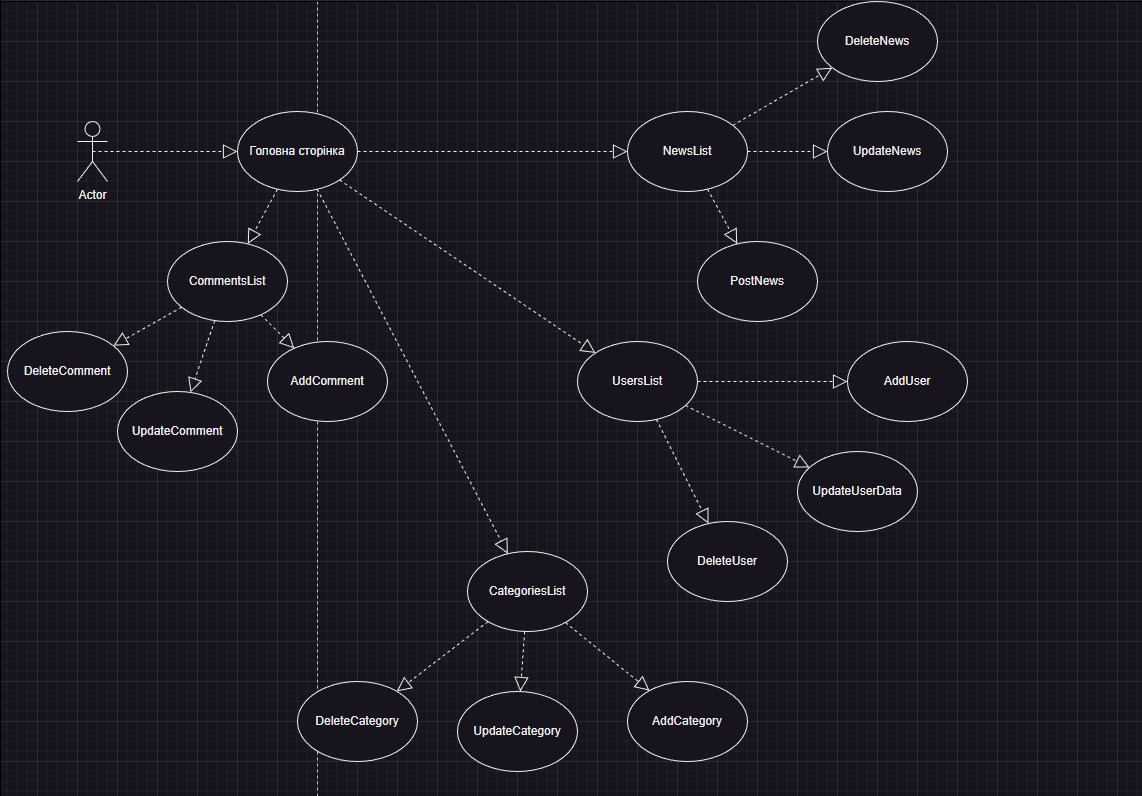 DeleteNews
Головна сторінка
NewsList
UpdateNews
Actor
CommentsList
PostNews
DeleteComment
AddComment
UsersList
AddUser
UpdateComment
UpdateUserData
DeleteUser
CategoriesList
DeleteCategory
UpdateCategory
AddCategory